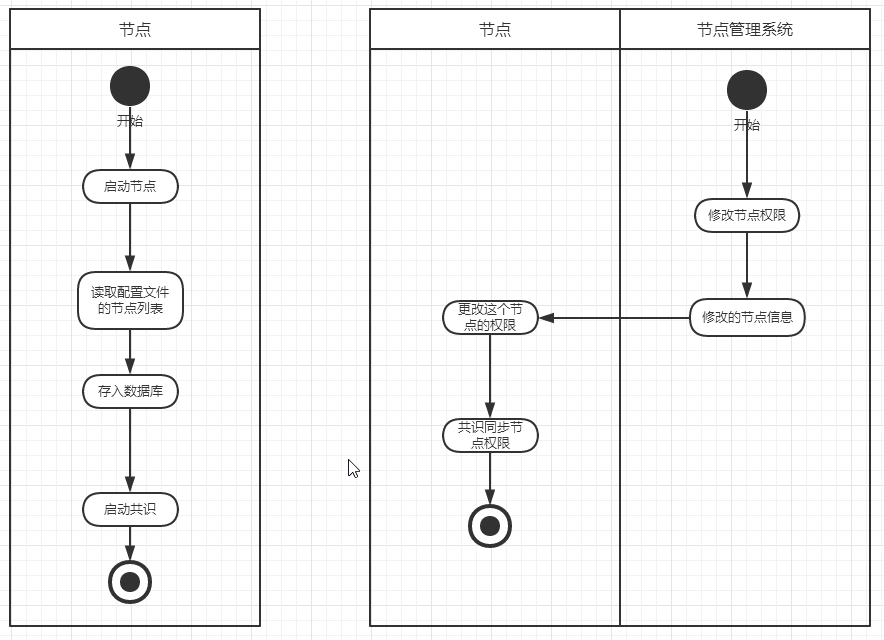 节点
开始
启动节点
读取配置文件
的节点列表
存入数据库
启动共识
节点
节点管理系统
开始
修改节点权限
修改的节点信息
更改这个节
点的权限
共识同步节
点权限